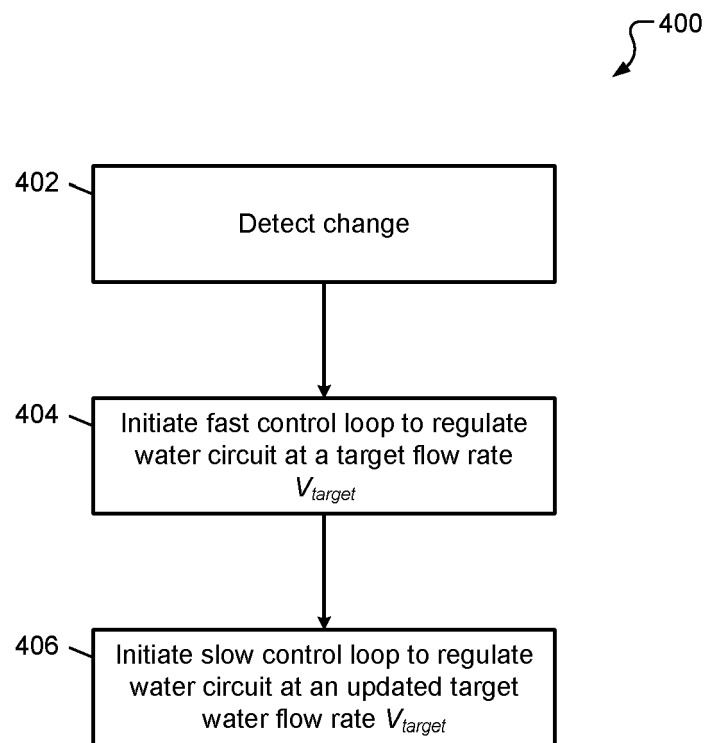 400
402
Detect change
404
Initiate fast control loop to regulate
water circuit at a target flow rate
Vtarget
406
Initiate slow control loop to regulate
water circuit at an updated target
water flow rate Vtarget